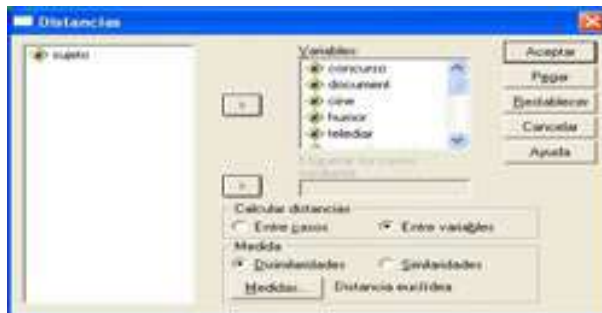 Distancias
sujeto
Variables:
concurso
document
cine
humor
telediar
Aceptar
Pegar
Restablecer
Cancelar
Ayuda
Calcular distancias
Entre casos
Entre variables
Medida
Disimilaridades
Similaridades
Medidas...
Distancia euclídea